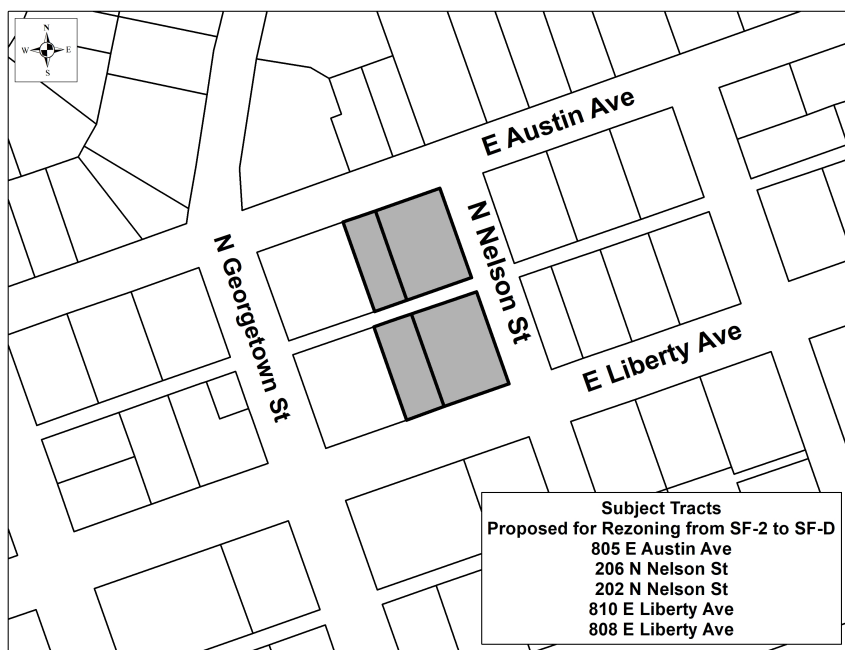 N
W E
S
E Austin Ave
N Nelson St
N Georgetown St
E Liberty Ave
Subject Tracts
Proposed for Rezoning from SF-2 to SF-D
805 E Austin Ave
206 N Nelson St
202 N Nelson St
810 E Liberty Ave
808 E Liberty Ave